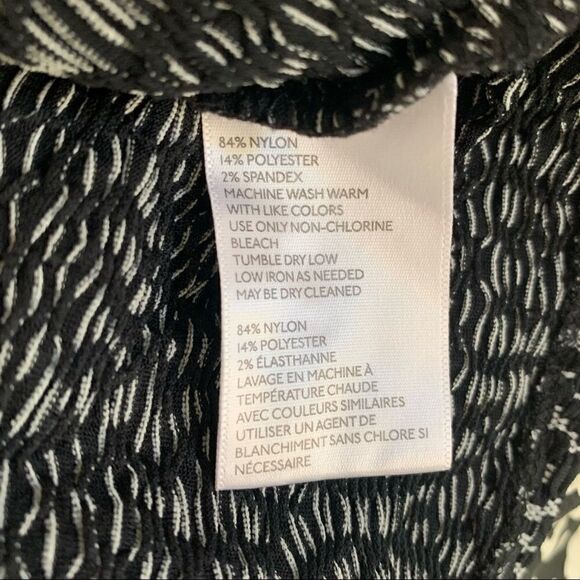 84% NYLON
14% POLYESTER
2% SPANDEX
MACHINE WASH WARM
WITH LIKE COLORS
USE ONLY NON-CHLORINE
BLEACH
TUMBLE DRY LOW
LOW IRON AS NEEDED
MAY BE DRY CLEANED
84% NYLON
14% POLYESTER
2% ÉLASTHANNE
LAVAGE EN MACHINE À
TEMPÉRATURE CHAUDE
AVEC COULEURS SIMILAIRES
UTILISER UN AGENT DE
BLANCHIMENT SANS CHLORE SI
NÉCESSAIRE